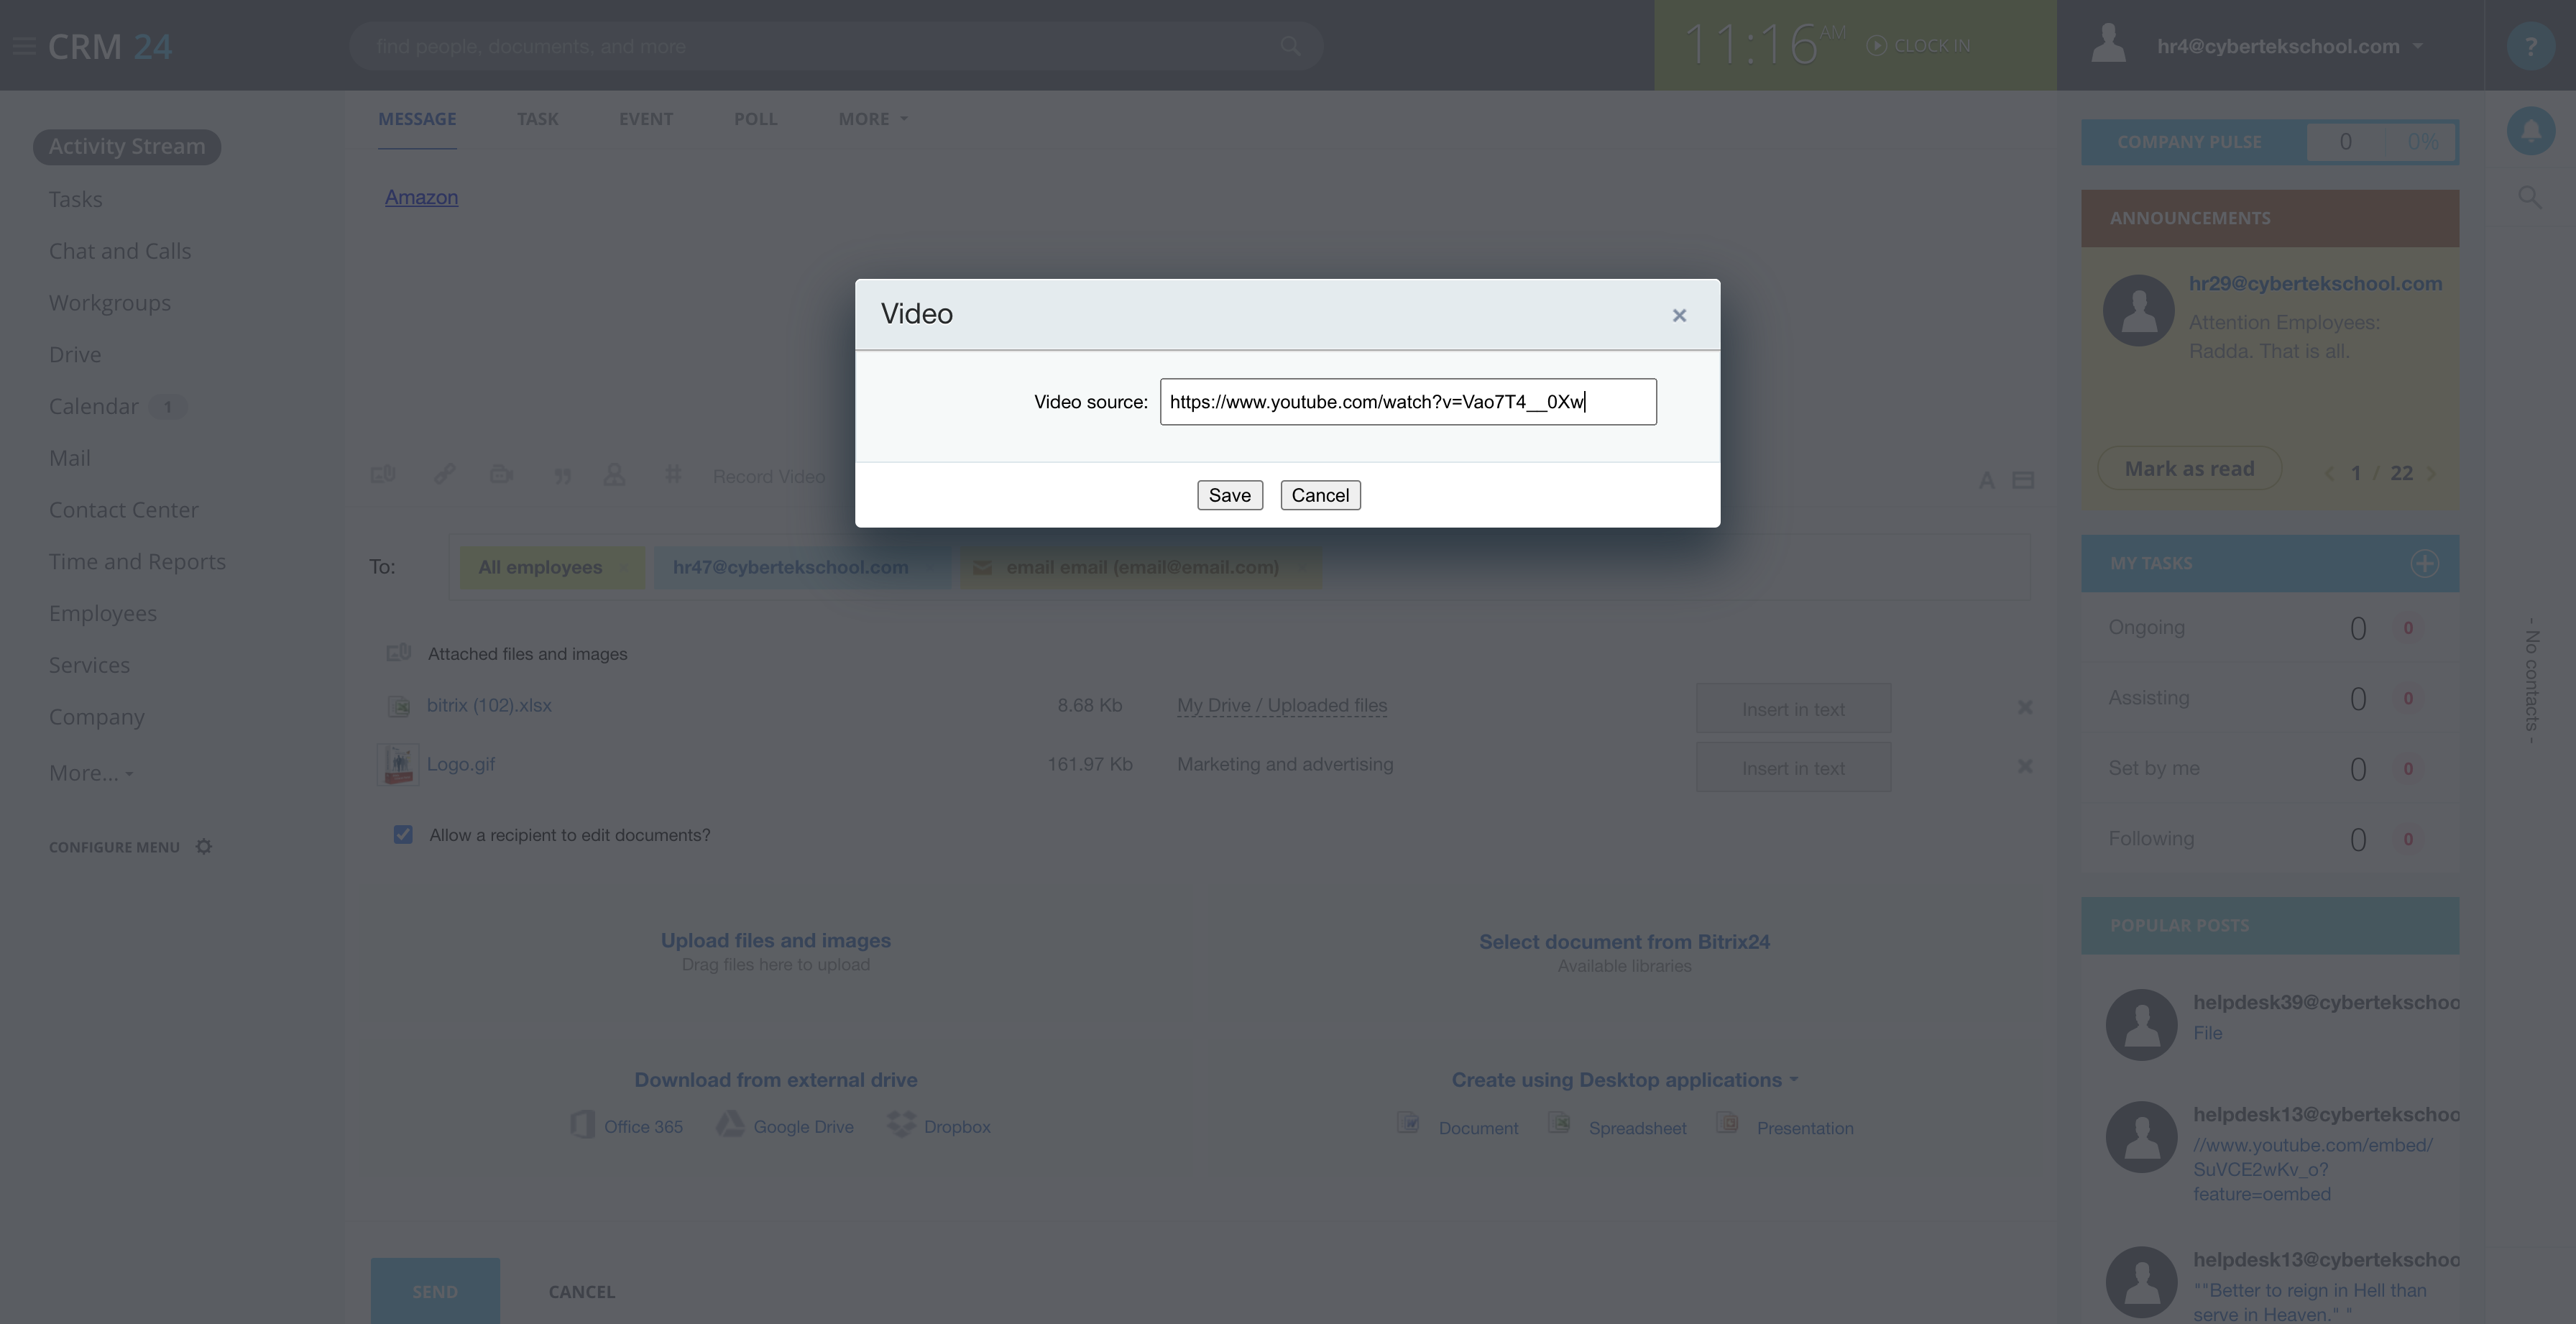 CRM 24
find people, documents, and more
11:16 AM
CLOCK IN
hr4@cybertekschool.com
?
Activity Stream
Tasks
Chat and Calls
Workgroups
Drive
Calendar 1
Mail
Contact Center
Time and Reports
Employees
Services
Company
More...
CONFIGURE MENU
MESSAGE TASK EVENT POLL MORE
Amazon
Record Video
A
Video
×
Video source: https://www.youtube.com/watch?v=Vao7T4__0Xw
Save Cancel
To: All employees hr47@cybertekschool.com email email (email@email.com)
Attached files and images
bitrix (102).xlsx 8.68 Kb My Drive / Uploaded files Insert in text
Logo.gif 161.97 Kb Marketing and advertising Insert in text
Allow a recipient to edit documents?
Upload files and images
Drag files here to upload
Select document from Bitrix24
Available libraries
Download from external drive
Office 365 Google Drive Dropbox
Create using Desktop applications
Document Spreadsheet Presentation
SEND CANCEL
COMPANY PULSE 0 0%
ANNOUNCEMENTS
hr29@cybertekschool.com
Attention Employees:
Radda. That is all.
Mark as read
1 / 22
MY TASKS
Ongoing 0 0
Assisting 0 0
Set by me 0 0
Following 0 0
POPULAR POSTS
helpdesk39@cybertekschoo
File
helpdesk13@cybertekschoo
//www.youtube.com/embed/
SuVCE2wKv_o?
feature=oembed
helpdesk13@cybertekschoo
""Better to reign in Hell than
serve in Heaven." "
- No contacts -